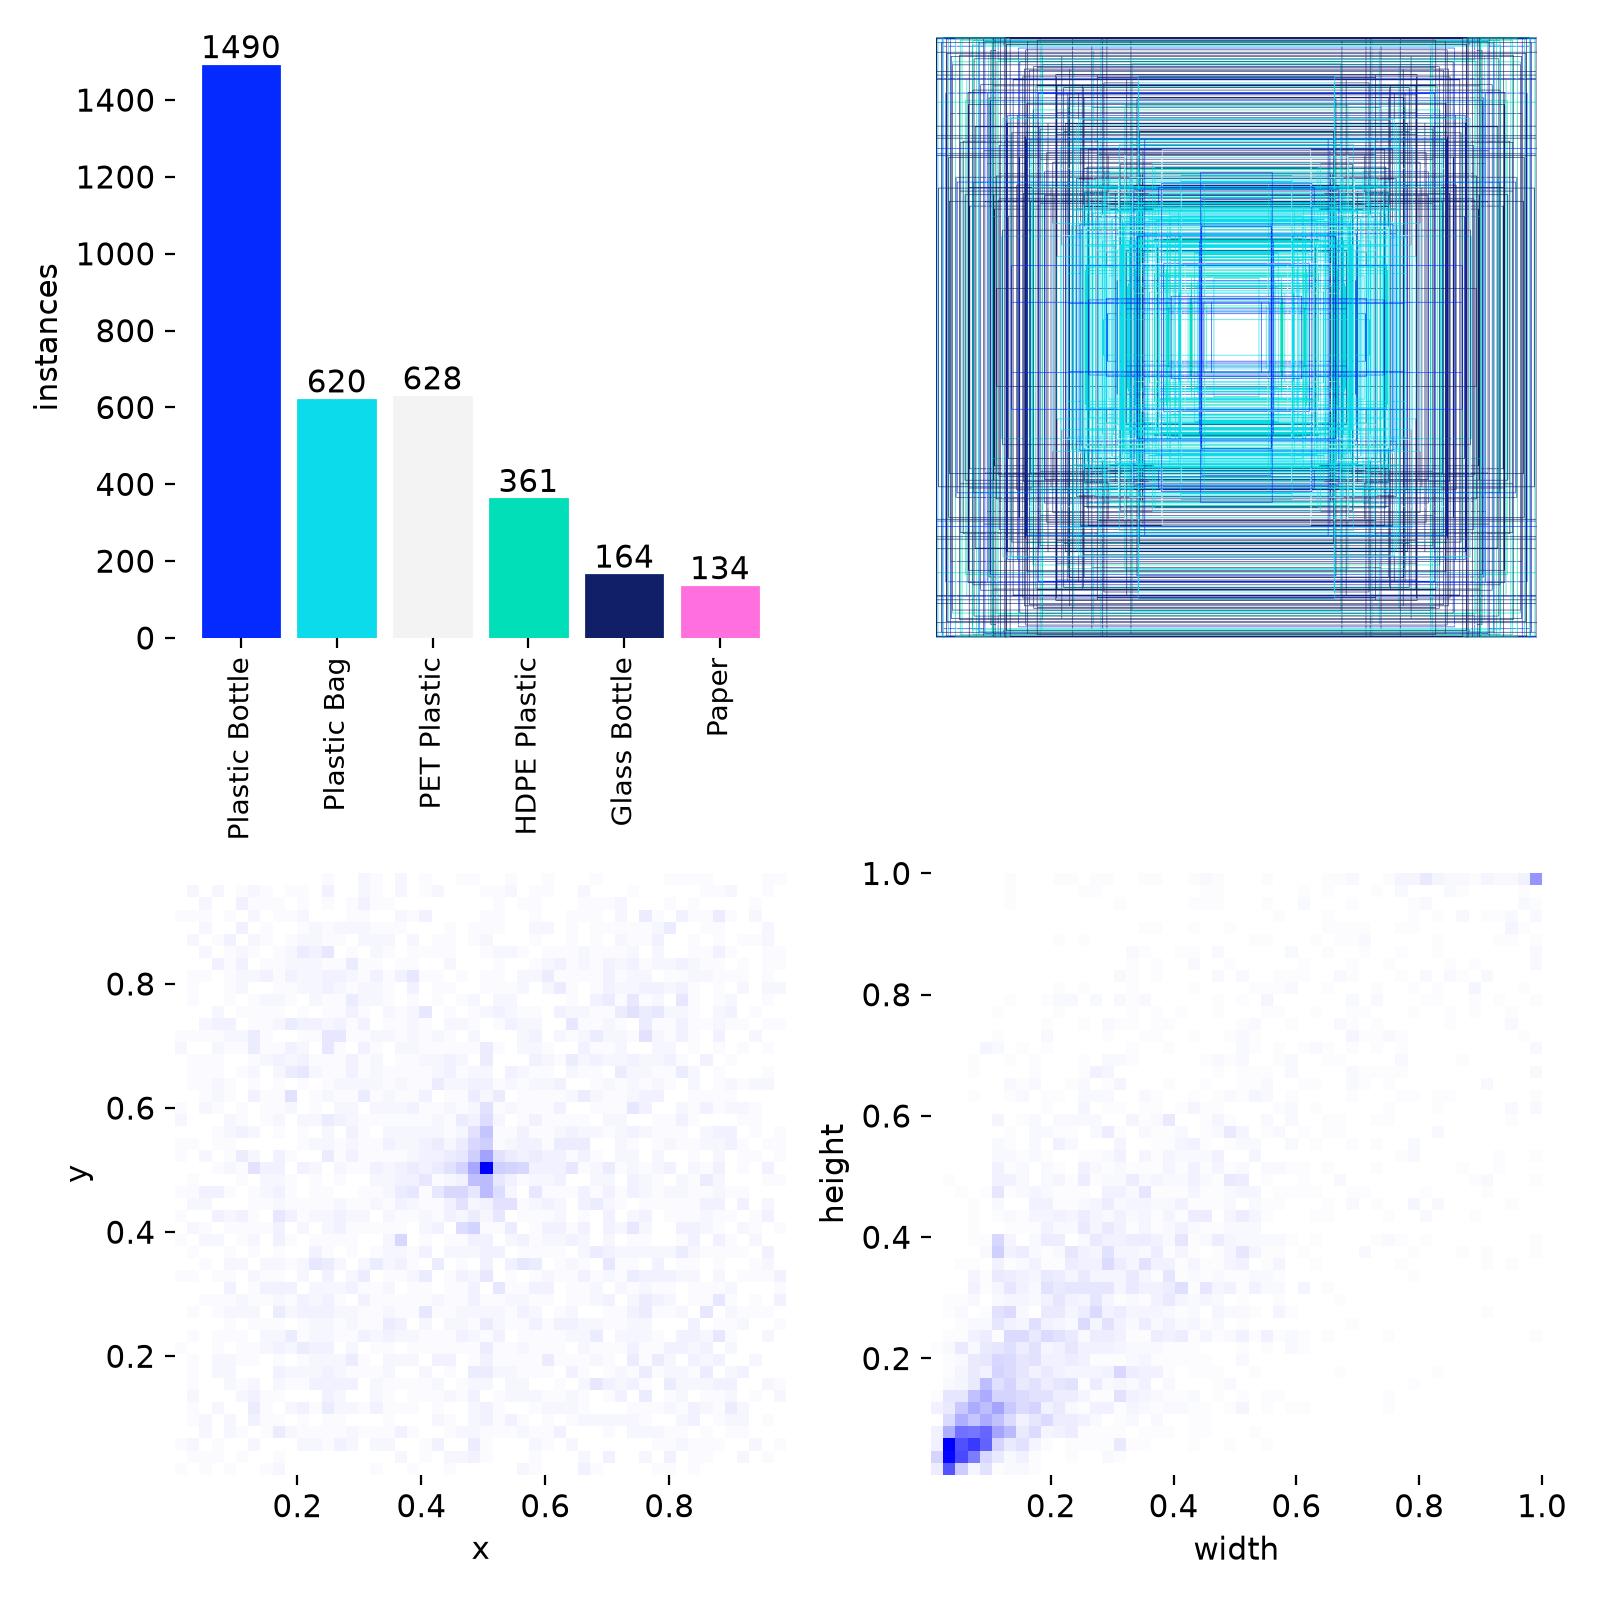 1490
620
628
361
164
134
instances
1400
1200
1000
800
600
400
200
0
Plastic Bottle
Plastic Bag
PET Plastic
HDPE Plastic
Glass Bottle
Paper
y
0.8
0.6
0.4
0.2
0.2 0.4 0.6 0.8
x
height
1.0
0.8
0.6
0.4
0.2
0.2 0.4 0.6 0.8 1.0
width